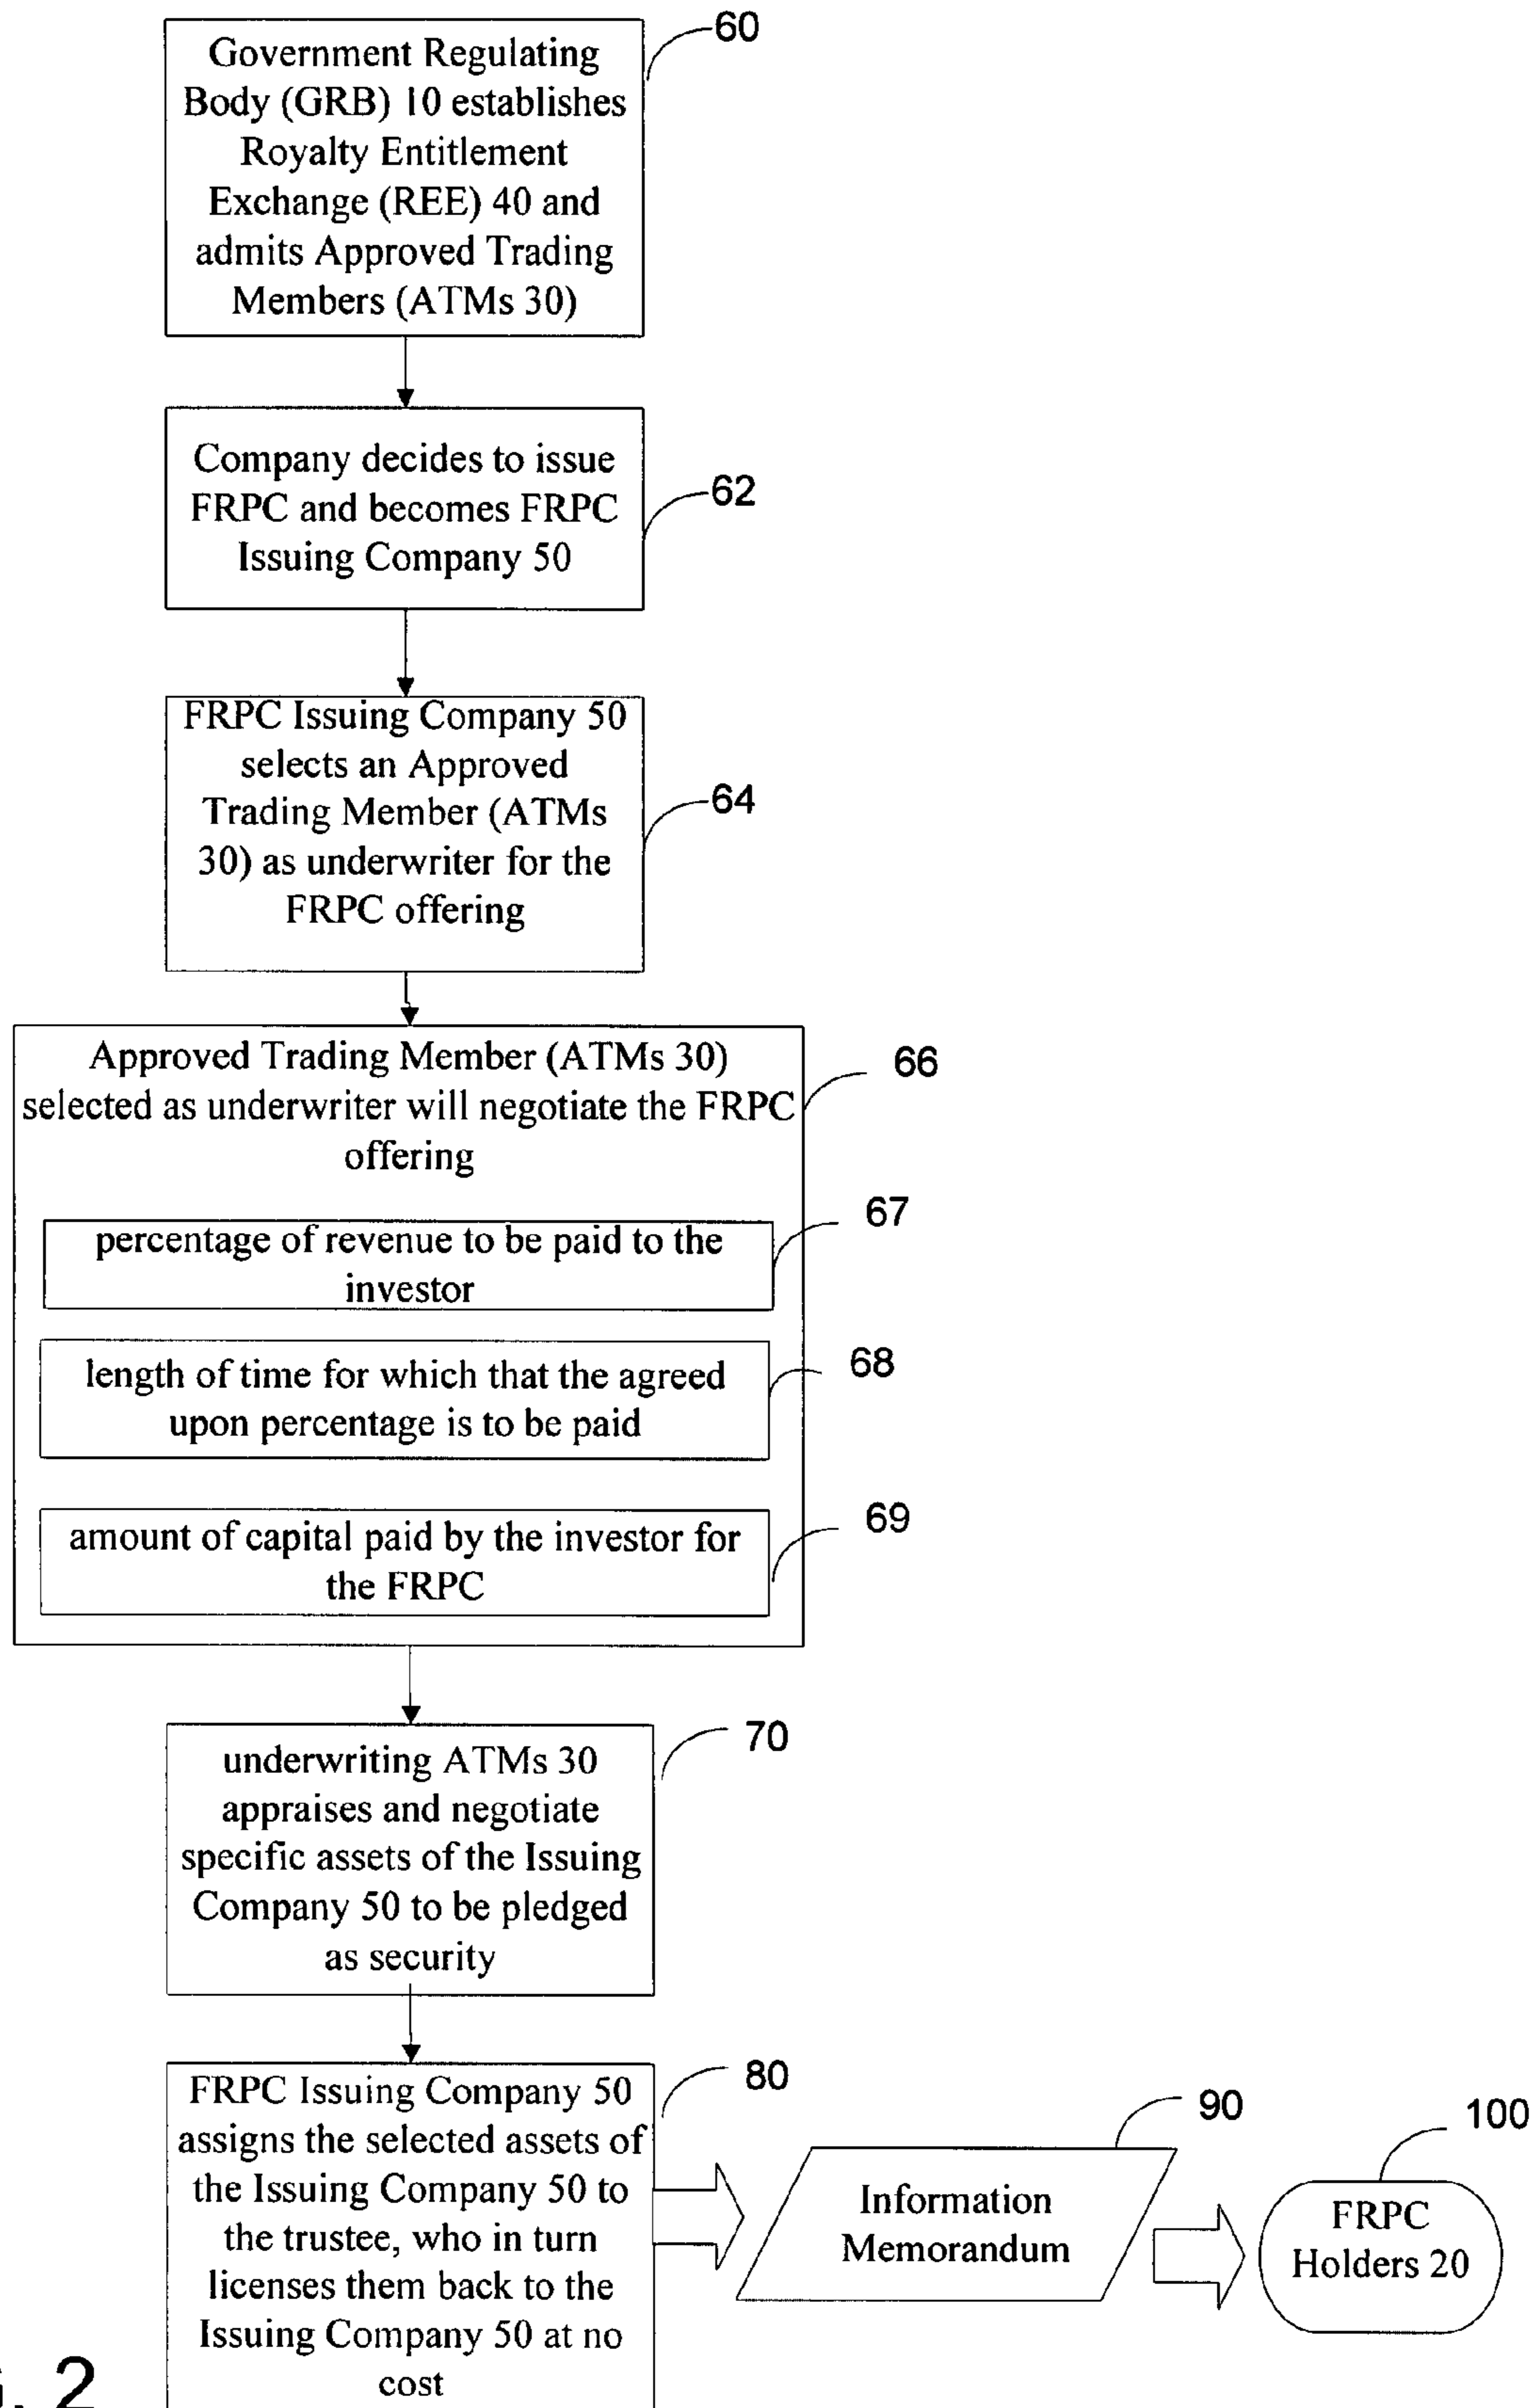 60
Government Regulating
Body (GRB) 10 establishes
Royalty Entitlement
Exchange (REE) 40 and
admits Approved Trading
Members (ATMs 30)
Company decides to issue
FRPC and becomes FRPC
Issuing Company 50
62
FRPC Issuing Company 50
selects an Approved
Trading Member (ATMs
30) as underwriter for the
FRPC offering
64
Approved Trading Member (ATMs 30)
selected as underwriter will negotiate the FRPC
offering
66
percentage of revenue to be paid to the
investor
67
length of time for which that the agreed
upon percentage is to be paid
68
amount of capital paid by the investor for
the FRPC
69
underwriting ATMs 30
appraises and negotiate
specific assets of the Issuing
Company 50 to be pledged
as security
70
FRPC Issuing Company 50
assigns the selected assets of
the Issuing Company 50 to
the trustee, who in turn
licenses them back to the
Issuing Company 50 at no
cost
80
Information
Memorandum
90
FRPC
Holders 20
100
. 2